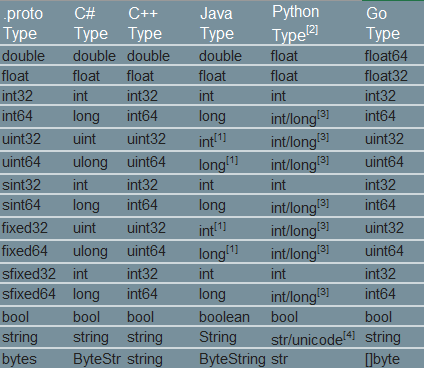 .proto Type C# Type C++ Type Java Type Python Type[2] Go Type
double double double double float float64
float float float float float float32
int32 int int32 int int int32
int64 long int64 long int/long[3] int64
uint32 uint uint32 int[1] int/long[3] uint32
uint64 ulong uint64 long[1] int/long[3] uint64
sint32 int int32 int int int32
sint64 long int64 long int/long[3] int64
fixed32 uint uint32 int[1] int/long[3] uint32
fixed64 ulong uint64 long[1] int/long[3] uint64
sfixed32 int int32 int int int32
sfixed64 long int64 long int/long[3] int64
bool bool bool boolean bool bool
string string string String str/unicode[4] string
bytes ByteStr string ByteString str []byte